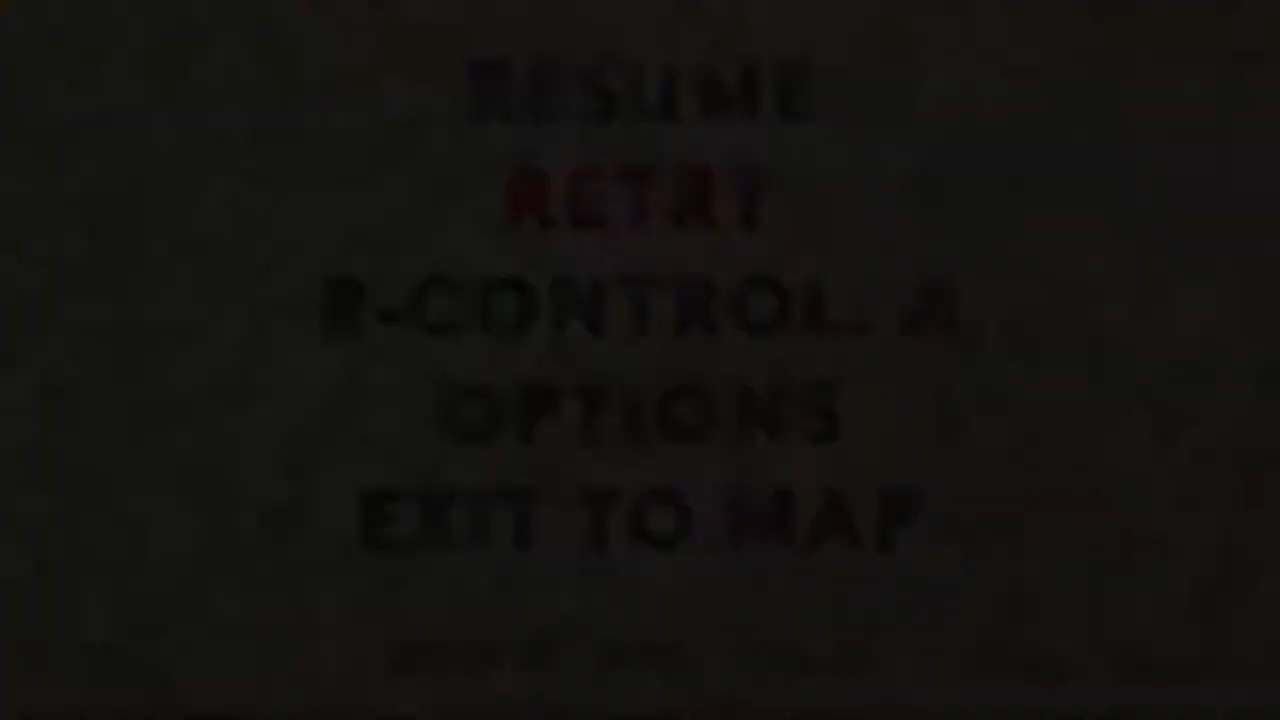 RESUME
RETRY
R-CONTROL. A
OPTIONS
EXIT TO MAP